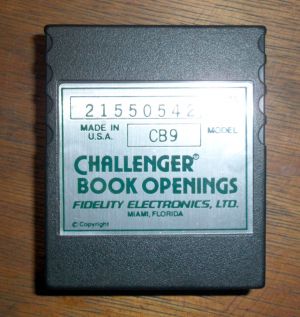 21550542
MADE IN U.S.A. CB9 MODEL
CHALLENGER®
BOOK OPENINGS
FIDELITY ELECTRONICS, LTD.
MIAMI, FLORIDA
© Copyright